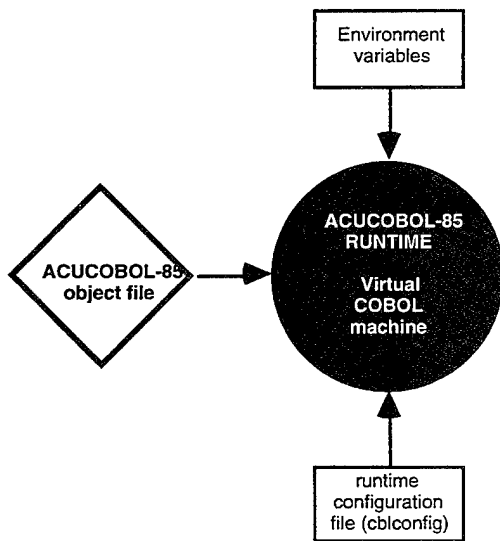 Environment
variables
ACUCOBOL-85
object file
ACUCOBOL-85
RUNTIME
Virtual
COBOL
machine
runtime
configuration
file (cblconfig)